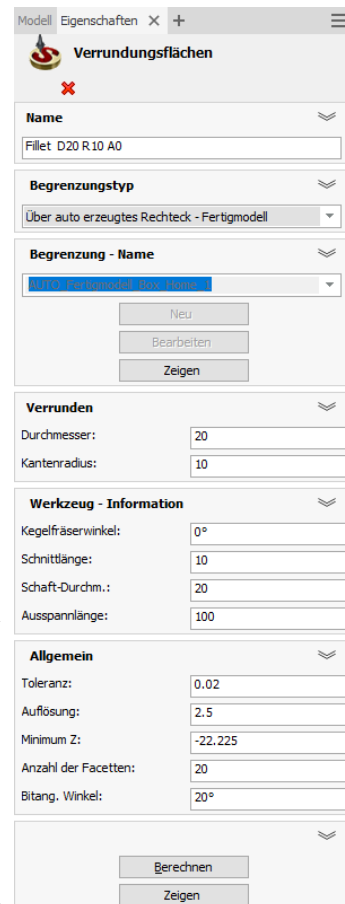 Modell Eigenschaften × +
Verrundungsflächen
Name
Fillet D20 R10 A0
Begrenzungstyp
Über auto erzeugtes Rechteck - Fertigmodell
Begrenzung - Name
AUTO_Fertigmodell_Box_Home_1
Neu
Bearbeiten
Zeigen
Verrunden
Durchmesser: 20
Kantenradius: 10
Werkzeug - Information
Kegelfräserwinkel: 0°
Schnittlänge: 10
Schaft-Durchm.: 20
Ausspannlänge: 100
Allgemein
Toleranz: 0.02
Auflösung: 2.5
Minimum Z: -22.225
Anzahl der Facetten: 20
Bitang. Winkel: 20°
Berechnen
Zeigen